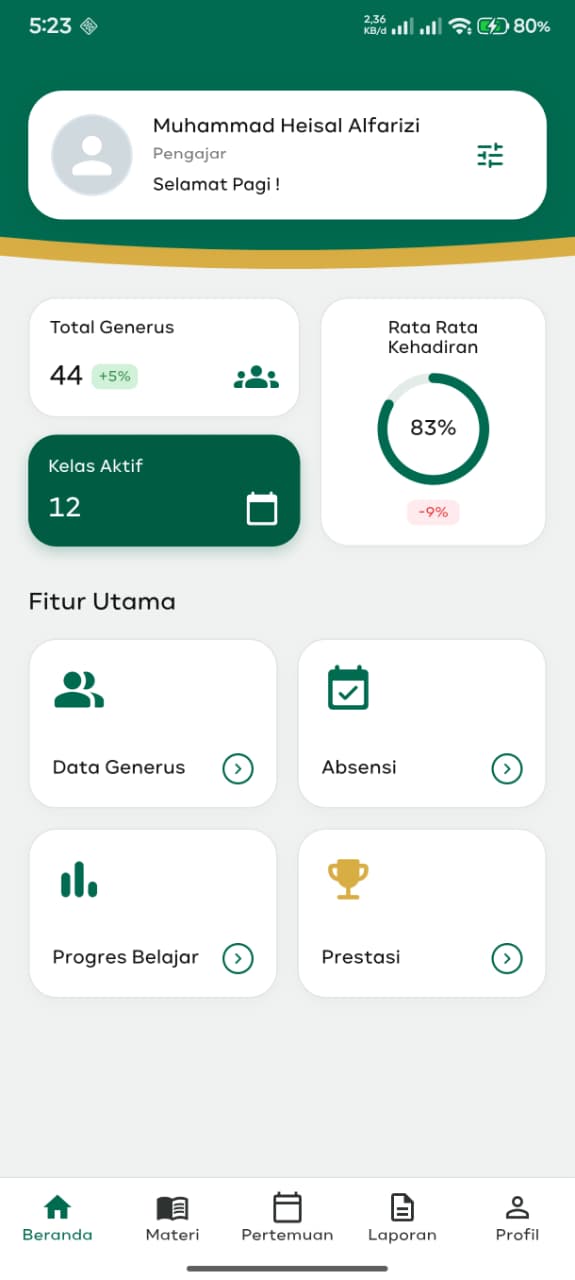 5:23
2,36
KB/d
80%
Muhammad Heisal Alfarizi
Pengajar
Selamat Pagi !
Total Generus
44 +5%
Rata Rata
Kehadiran
83%
-9%
Kelas Aktif
12
Fitur Utama
Data Generus
Absensi
Progres Belajar
Prestasi
Beranda
Materi
Pertemuan
Laporan
Profil